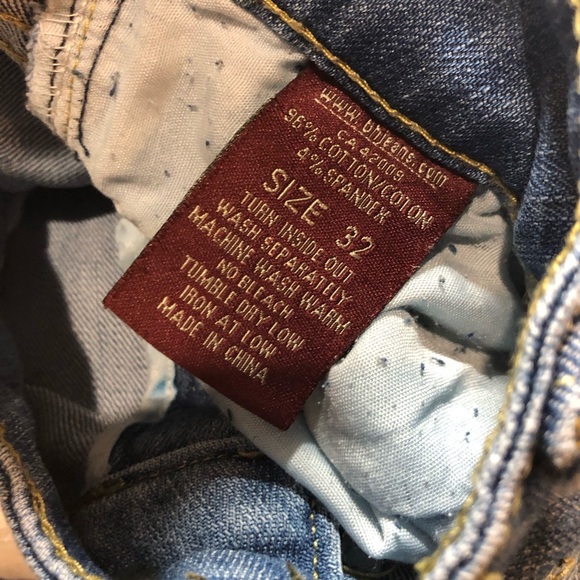 www.bbjeans.com
CA 42009
96% COTTON/COTON
4% SPANDEX
SIZE 32
TURN INSIDE OUT
WASH SEPARATELY
MACHINE WASH WARM
NO BLEACH
TUMBLE DRY LOW
IRON AT LOW
MADE IN CHINA